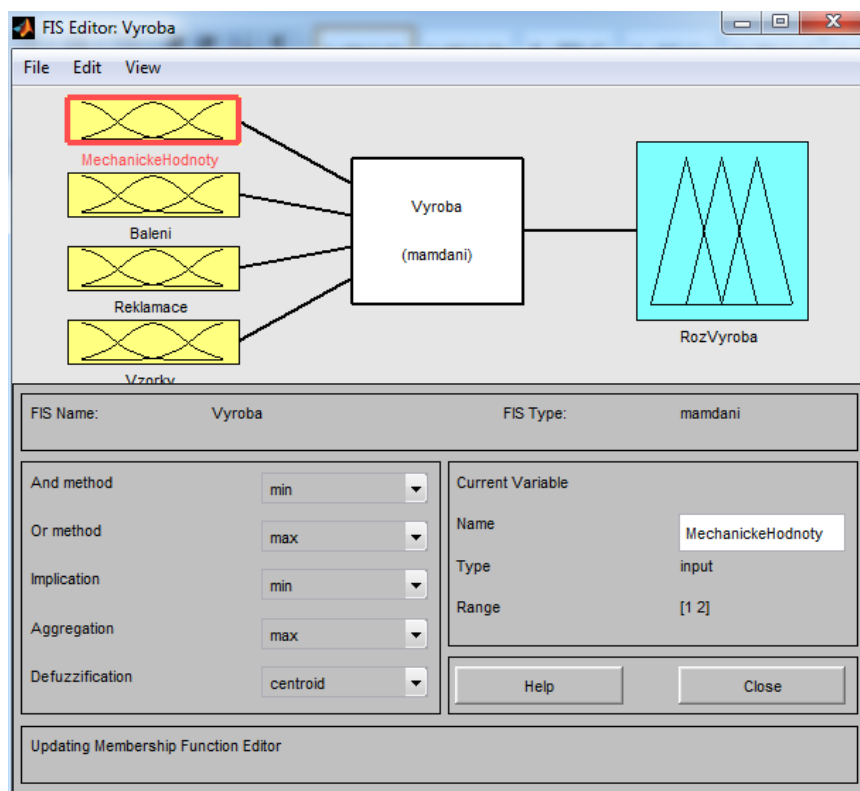 FIS Editor: Vyroba
File Edit View
MechanickeHodnoty
Baleni
Reklamace
Vzorky
Vyroba
(mamdani)
RozVyroba
FIS Name: Vyroba FIS Type: mamdani
And method min
Or method max
Implication min
Aggregation max
Defuzzification centroid
Current Variable
Name MechanickeHodnoty
Type input
Range [1 2]
Help Close
Updating Membership Function Editor